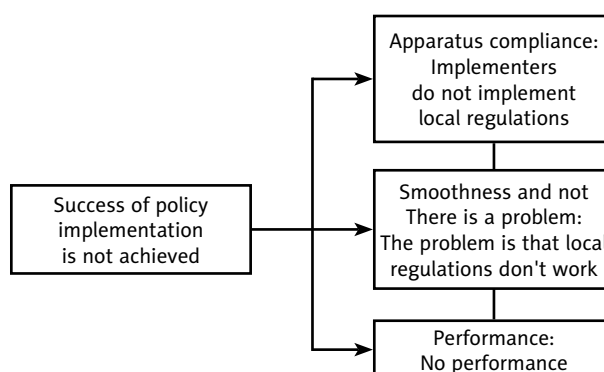 Apparatus compliance:
Implementers
do not implement
local regulations
Success of policy
implementation
is not achieved
Smoothness and not
There is a problem:
The problem is that local
regulations don't work
Performance:
No performance